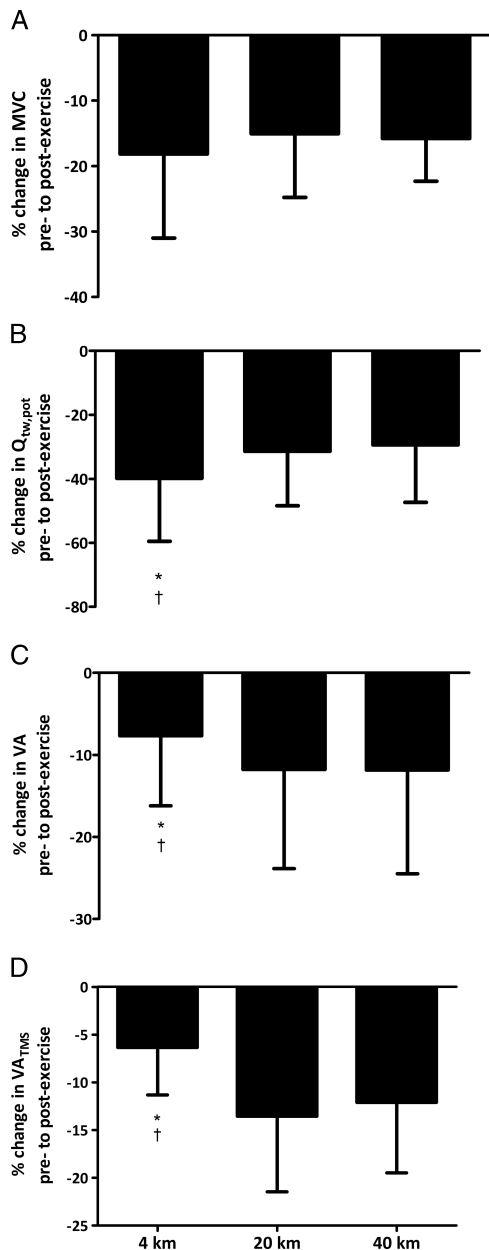 A
0
-10
-20
-30
-40
% change in MVC
pre- to post-exercise
B
0
-20
-40
-60
-80
% change in Qtw,pot
pre- to post-exercise
*
†
C
0
-10
-20
-30
% change in VA
pre- to post-exercise
*
†
D
0
-5
-10
-15
-20
-25
% change in VATMS
pre- to post-exercise
*
†
4 km 20 km 40 km